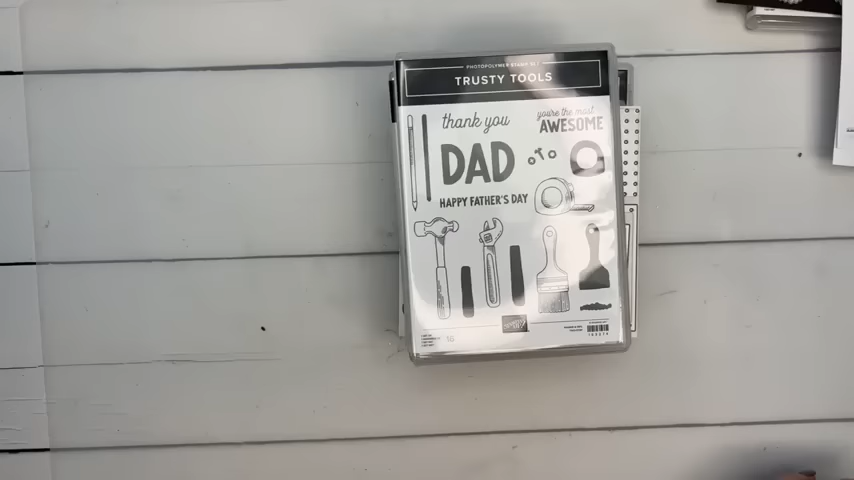 PHOTOPOLYMER STAMP SET
TRUSTY TOOLS
thank you
you're the most
AWESOME
DAD
HAPPY FATHER'S DAY